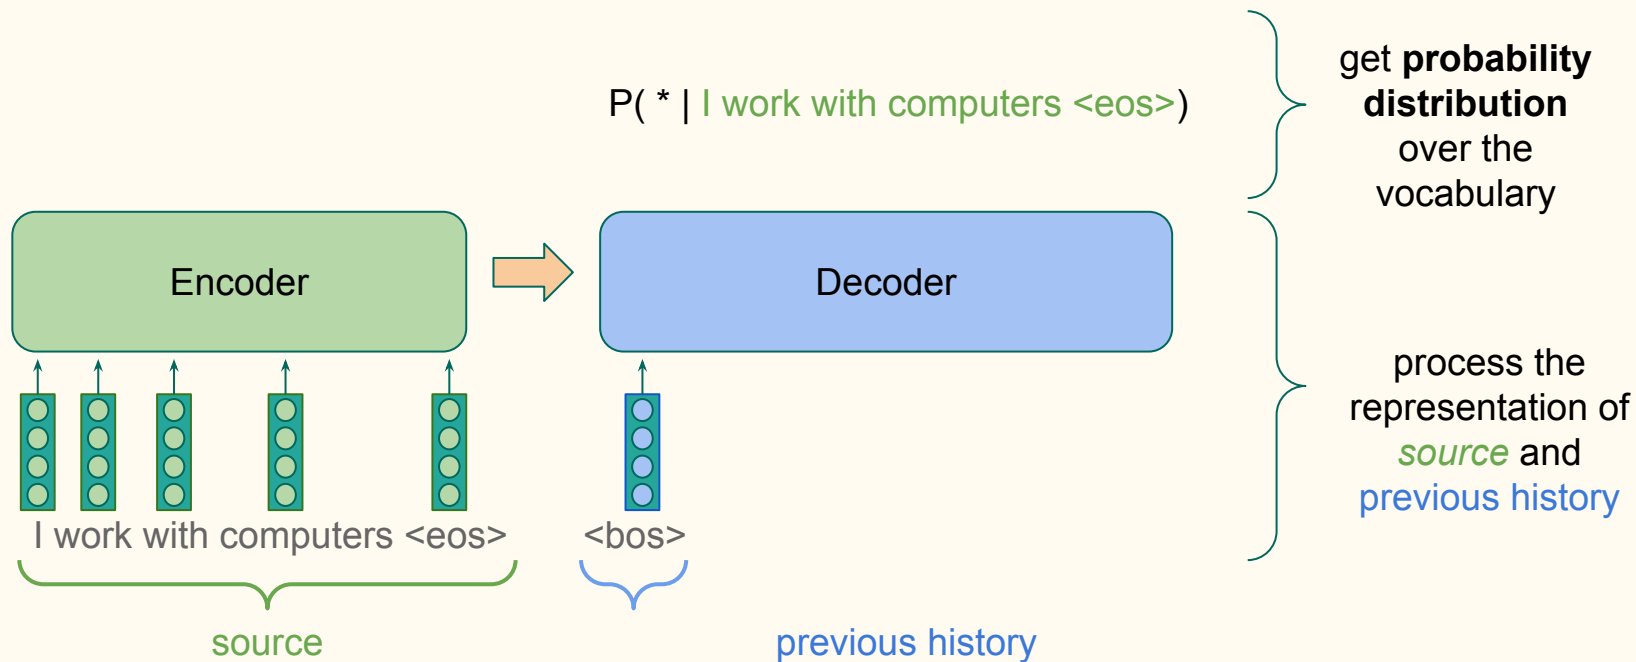 P( * | I work with computers <eos>)
get probability
distribution
over the
vocabulary
Encoder
Decoder
process the
representation of
source and
previous history
I work with computers <eos>
<bos>
source
previous history